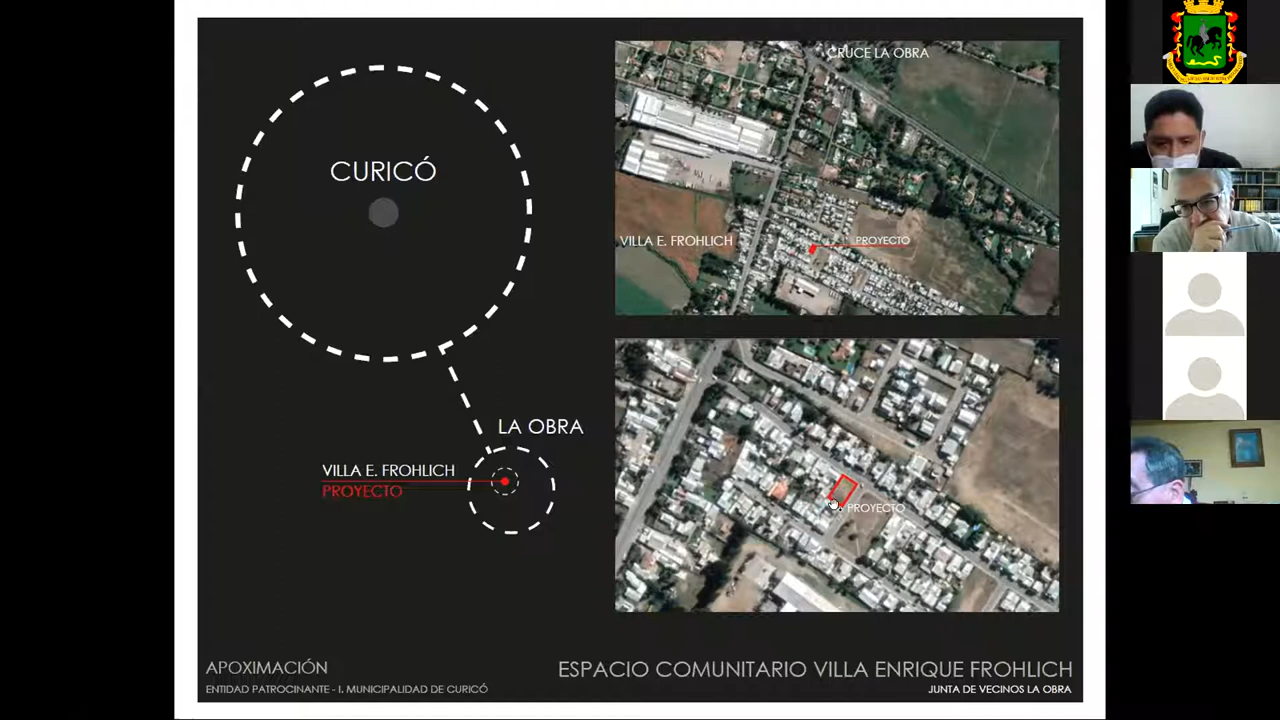 CURICÓ
LA OBRA
VILLA E. FROHLICH
PROYECTO
CRUCE LA OBRA
VILLA E. FROHLICH
PROYECTO
PROYECTO
APOXIMACIÓN
ENTIDAD PATROCINANTE - I. MUNICIPALIDAD DE CURICÓ
ESPACIO COMUNITARIO VILLA ENRIQUE FROHLICH
JUNTA DE VECINOS LA OBRA